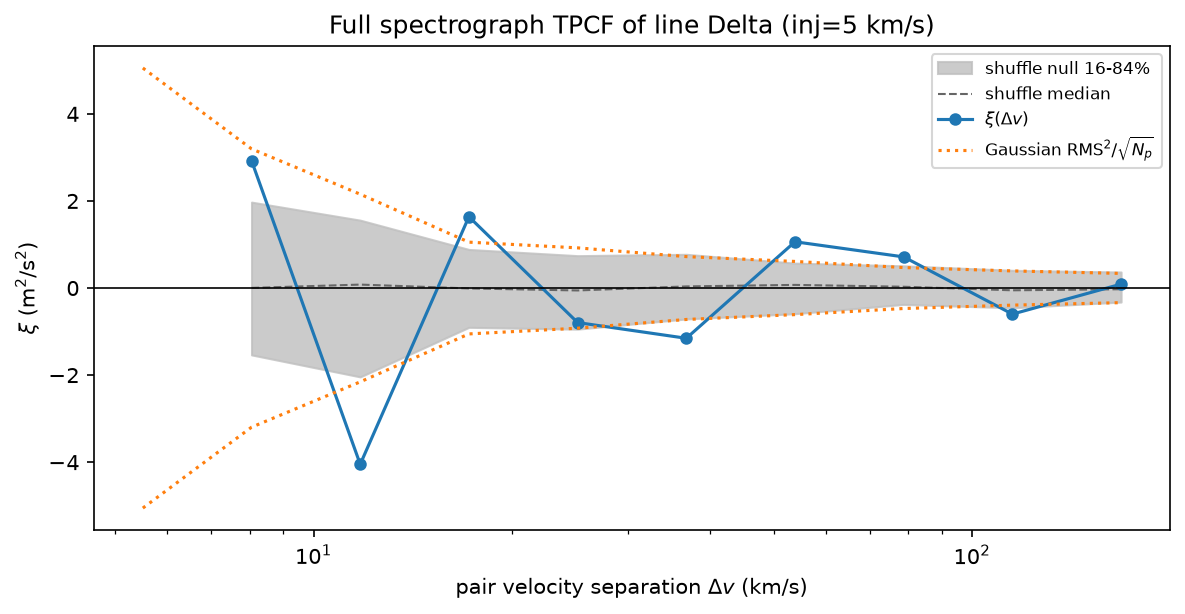 Full spectrograph TPCF of line Delta (inj=5 km/s)
shuffle null 16-84%
shuffle median
ξ(Δv)
Gaussian RMS²/√Nₚ
ξ (m²/s²)
4
2
0
−2
−4
10¹ 10²
pair velocity separation Δv (km/s)